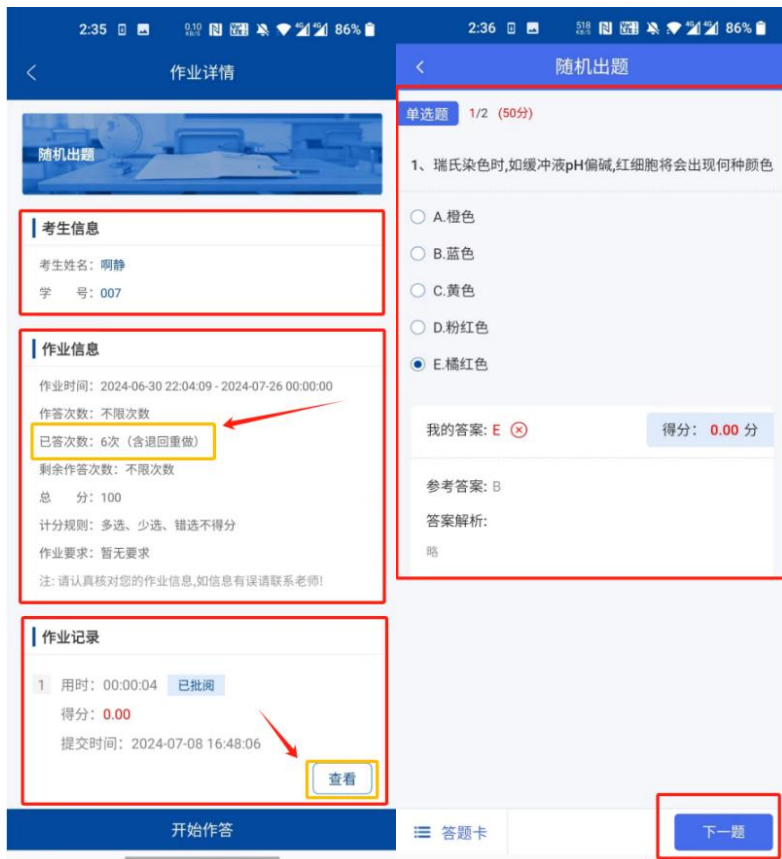 2:35
0.10 KB/S
86%
作业详情
随机出题
考生信息
考生姓名：啊静
学 号：007
作业信息
作业时间：2024-06-30 22:04:09 - 2024-07-26 00:00:00
作答次数：不限次数
已答次数：6次（含退回重做）
剩余作答次数：不限次数
总 分：100
计分规则：多选、少选、错选不得分
作业要求：暂无要求
注: 请认真核对您的作业信息,如信息有误请联系老师!
作业记录
1 用时：00:00:04 已批阅
得分：0.00
提交时间：2024-07-08 16:48:06
查看
开始作答
2:36
518 KB/S
86%
随机出题
单选题 1/2 (50分)
1、瑞氏染色时,如缓冲液pH偏碱,红细胞将会出现何种颜色
A.橙色
B.蓝色
C.黄色
D.粉红色
E.橘红色
我的答案: E
得分： 0.00 分
参考答案: B
答案解析:
略
答题卡
下一题